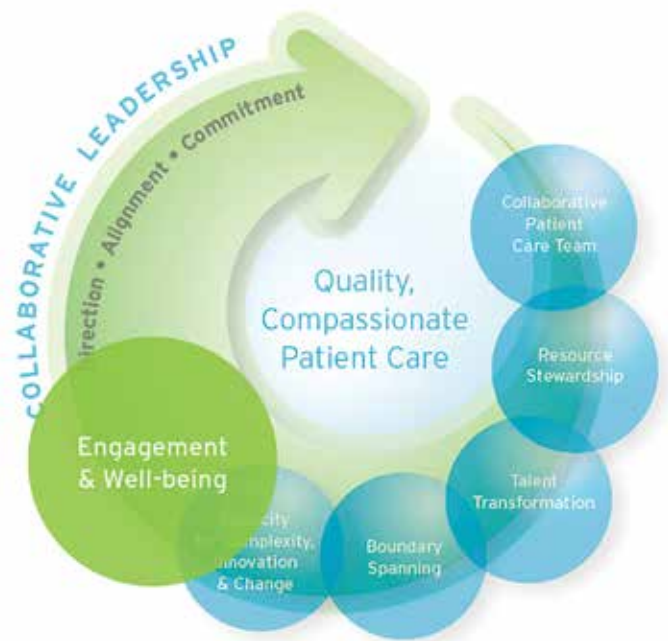 COLLABORATIVE LEADERSHIP
• Alignment • Commitment
Quality,
Compassionate
Patient Care
Collaborative
Patient
Care Team
Resource
Stewardship
Talent
Transformation
Boundary
Spanning
Innovation
& Change
Engagement
& Well-being